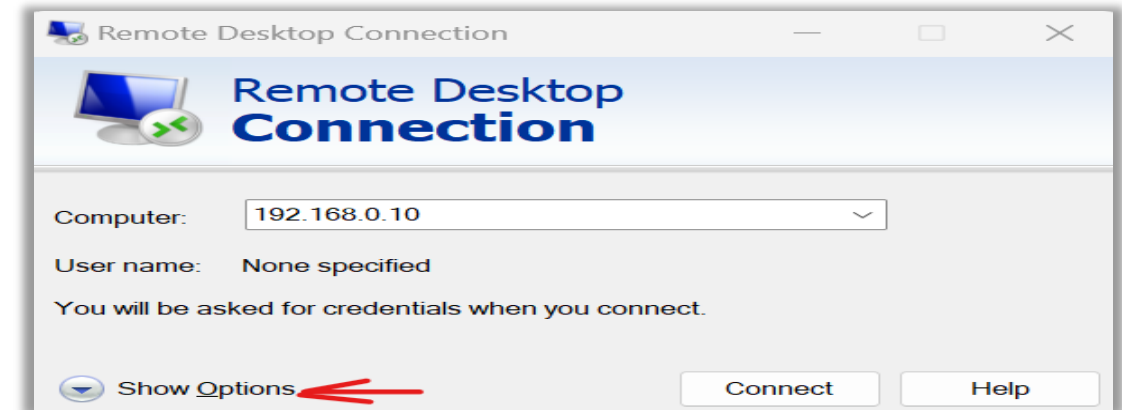 Remote Desktop Connection
Remote Desktop
Connection
Computer: 192.168.0.10
User name: None specified
You will be asked for credentials when you connect.
Show Options Connect Help